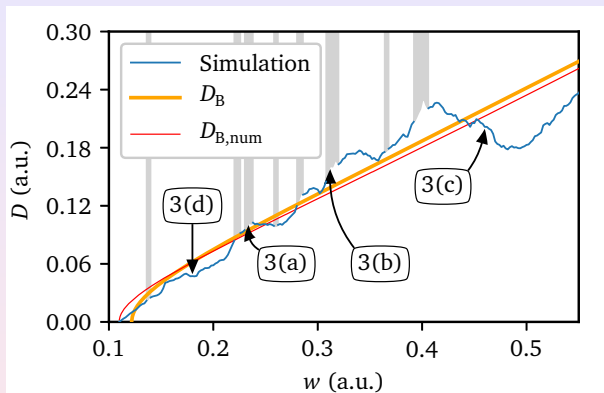 0.30
0.24
0.18
0.12
0.06
0.00
D (a.u.)
Simulation
D_B
D_B,num
3(d)
3(a)
3(b)
3(c)
0.1
0.2
0.3
0.4
0.5
w (a.u.)